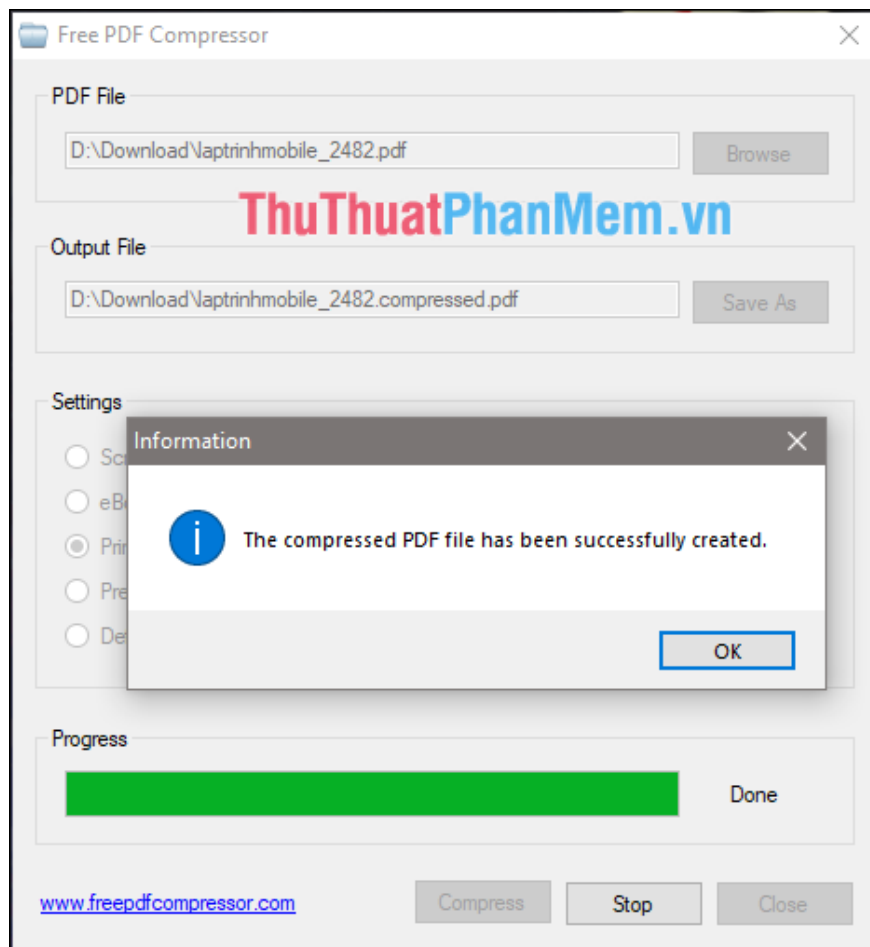 Free PDF Compressor
PDF File
D:\Download\laptrinhmobile_2482.pdf
Browse
ThuThuatPhanMem.vn
Output File
D:\Download\laptrinhmobile_2482.compressed.pdf
Save As
Settings
Information
The compressed PDF file has been successfully created.
OK
Progress
Done
www.freepdfcompressor.com
Compress
Stop
Close